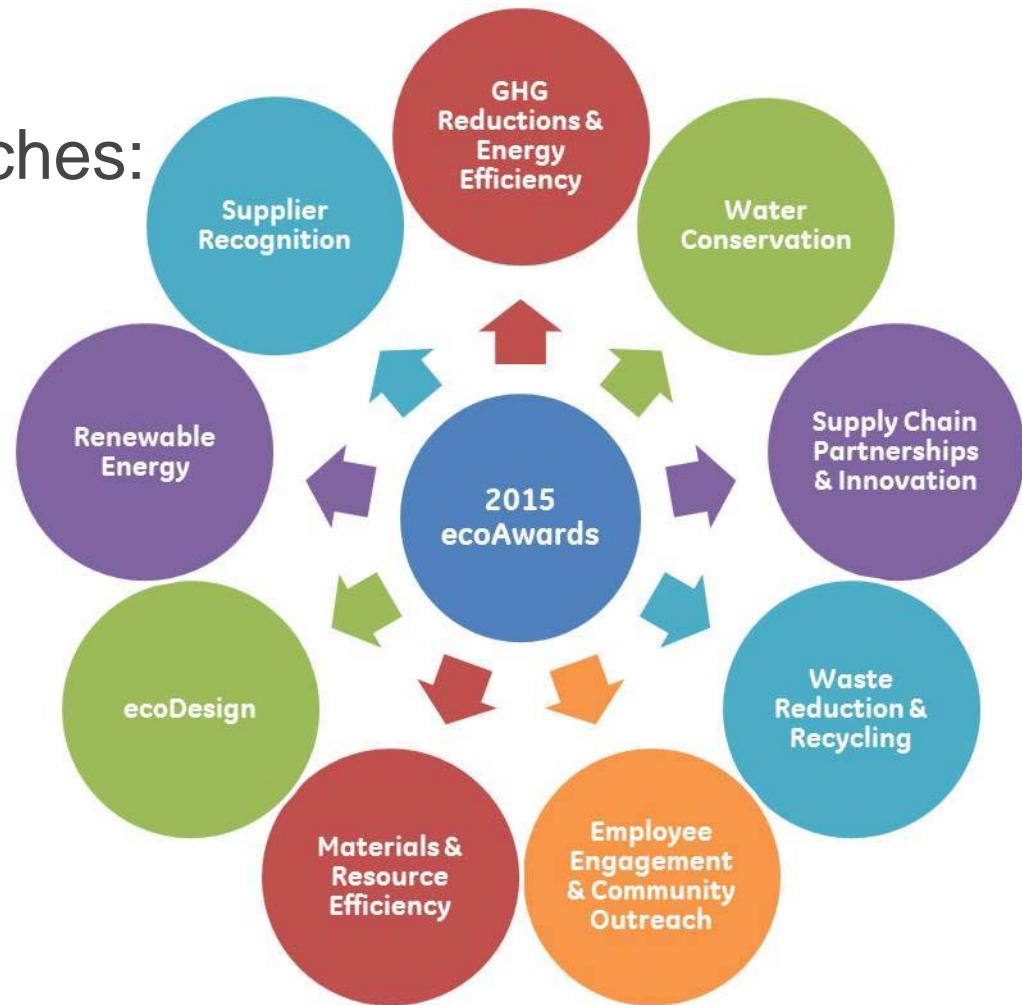 ches:
GHG
Reductions &
Energy
Efficiency
Water
Conservation
Supply Chain
Partnerships
& Innovation
Waste
Reduction &
Recycling
Employee
Engagement
& Community
Outreach
Materials &
Resource
Efficiency
ecoDesign
Renewable
Energy
Supplier
Recognition
2015
ecoAwards